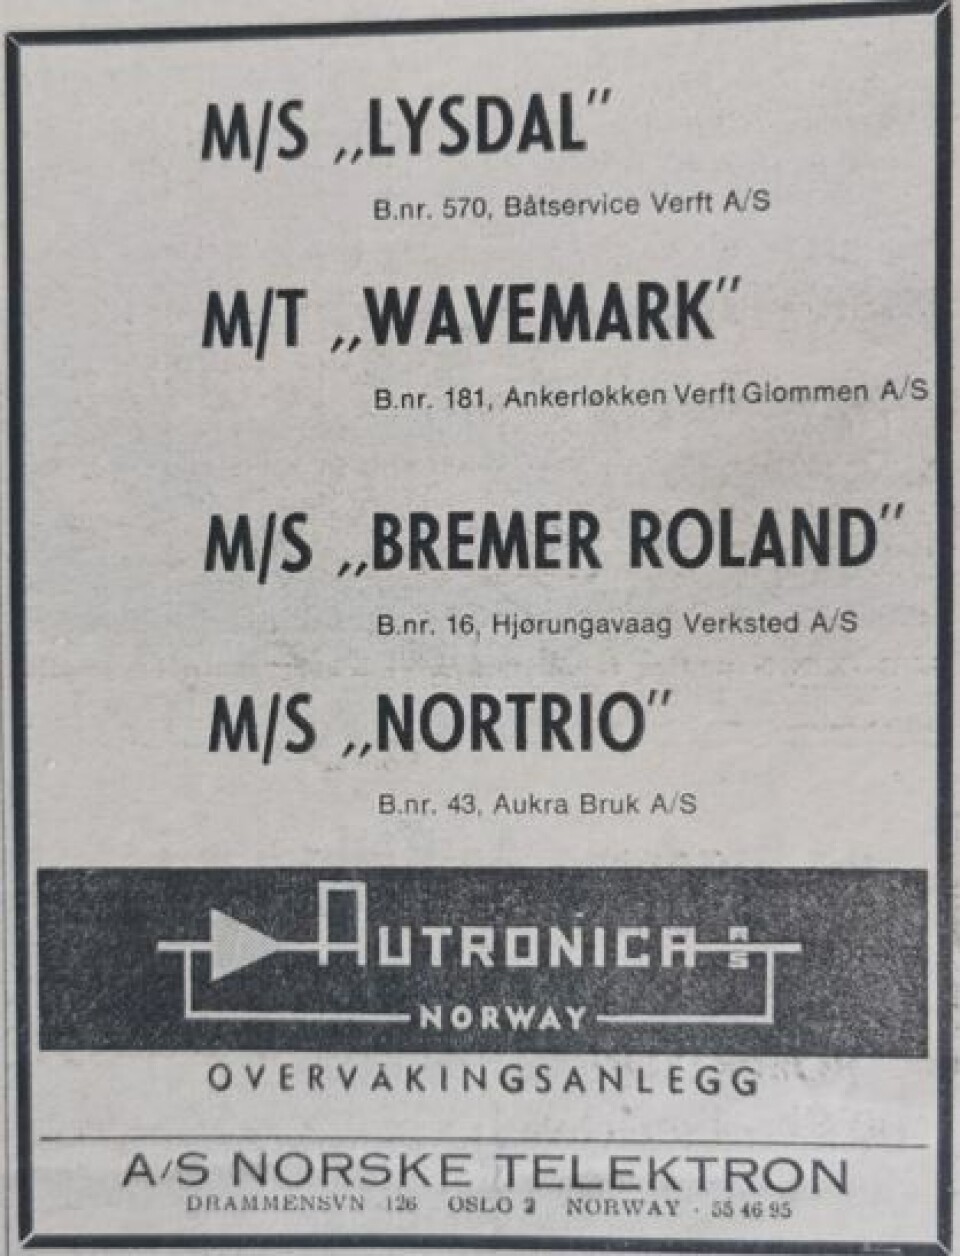 M/S „LYSDAL”
B.nr. 570, Båtservice Verft A/S
M/T „WAVEMARK”
B.nr. 181, Ankerløkken Verft Glommen A/S
M/S „BREMER ROLAND”
B.nr. 16, Hjørungavaag Verksted A/S
M/S „NORTRIO”
B.nr. 43, Aukra Bruk A/S
AUTRONICA A/S
NORWAY
OVERVÅKINGSANLEGG
A/S NORSKE TELEKTRON
DRAMMENSVN 126 OSLO 2 NORWAY · 55 46 95